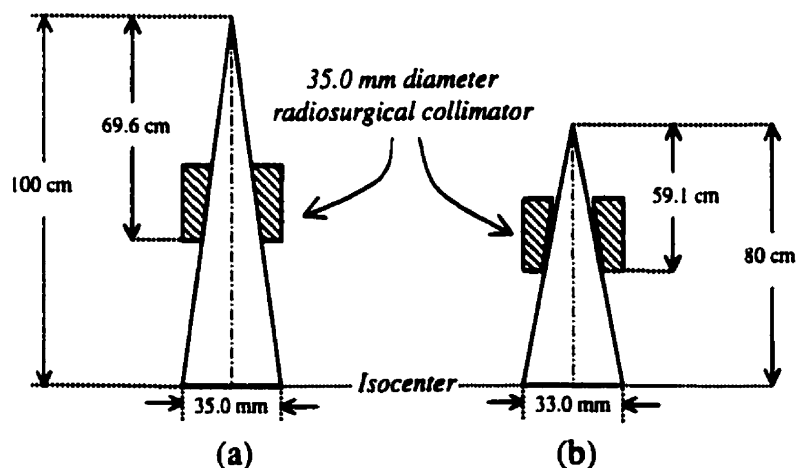 35.0 mm diameter
radiosurgical collimator
69.6 cm
100 cm
59.1 cm
80 cm
Isocenter
35.0 mm
33.0 mm
(a)
(b)